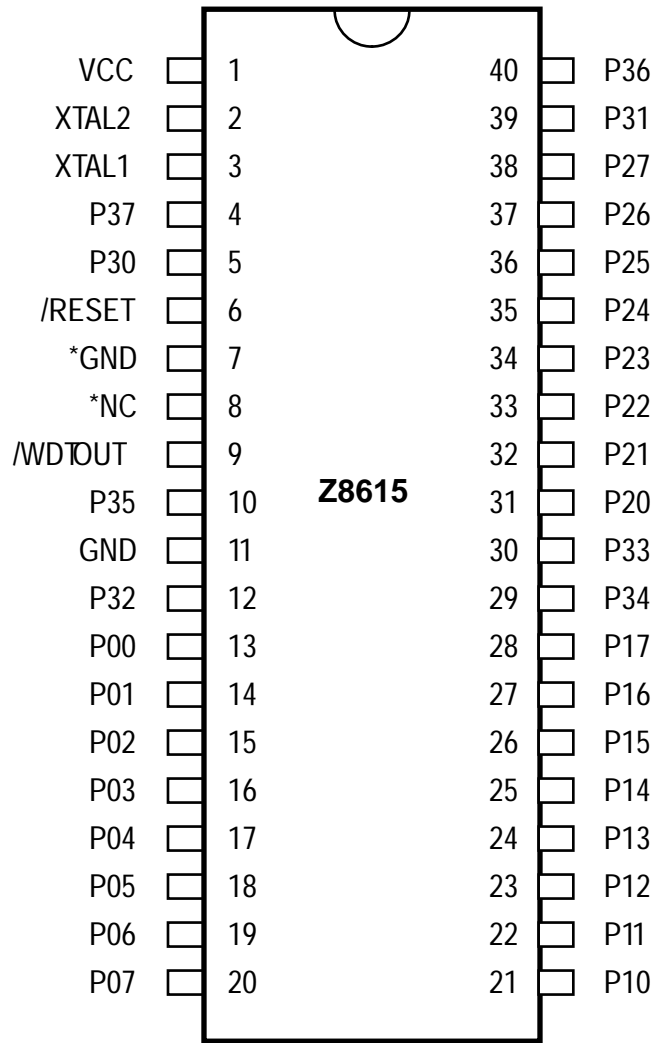 VCC 1 40 P36
XTAL2 2 39 P31
XTAL1 3 38 P27
P37 4 37 P26
P30 5 36 P25
/RESET 6 35 P24
*GND 7 34 P23
*NC 8 33 P22
/WDTOUT 9 32 P21
P35 10 Z8615 31 P20
GND 11 30 P33
P32 12 29 P34
P00 13 28 P17
P01 14 27 P16
P02 15 26 P15
P03 16 25 P14
P04 17 24 P13
P05 18 23 P12
P06 19 22 P11
P07 20 21 P10